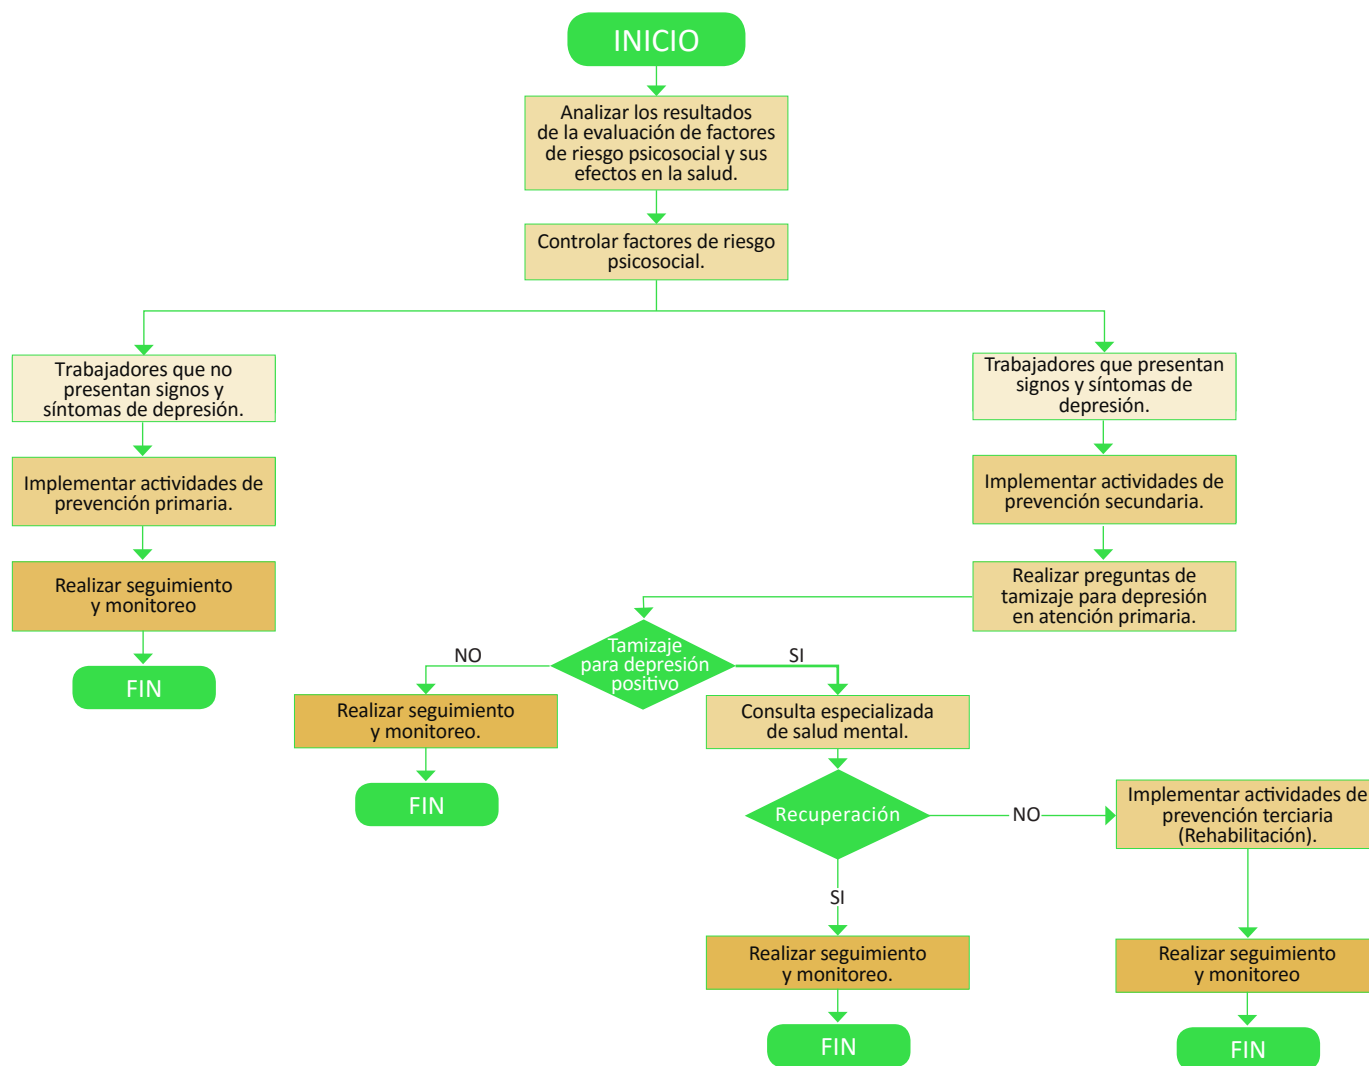 INICIO
Analizar los resultados
de la evaluación de factores
de riesgo psicosocial y sus
efectos en la salud.
Controlar factores de riesgo
psicosocial.
Trabajadores que no
presentan signos y
síntomas de depresión.
Implementar actividades de
prevención primaria.
Realizar seguimiento
y monitoreo
FIN
Trabajadores que presentan
signos y síntomas de
depresión.
Implementar actividades de
prevención secundaria.
Realizar preguntas de
tamizaje para depresión
en atención primaria.
Tamizaje
para depresión
positivo
NO
Realizar seguimiento
y monitoreo.
FIN
SI
Consulta especializada
de salud mental.
Recuperación
NO
Implementar actividades de
prevención terciaria
(Rehabilitación).
Realizar seguimiento
y monitoreo
FIN
SI
Realizar seguimiento
y monitoreo.
FIN